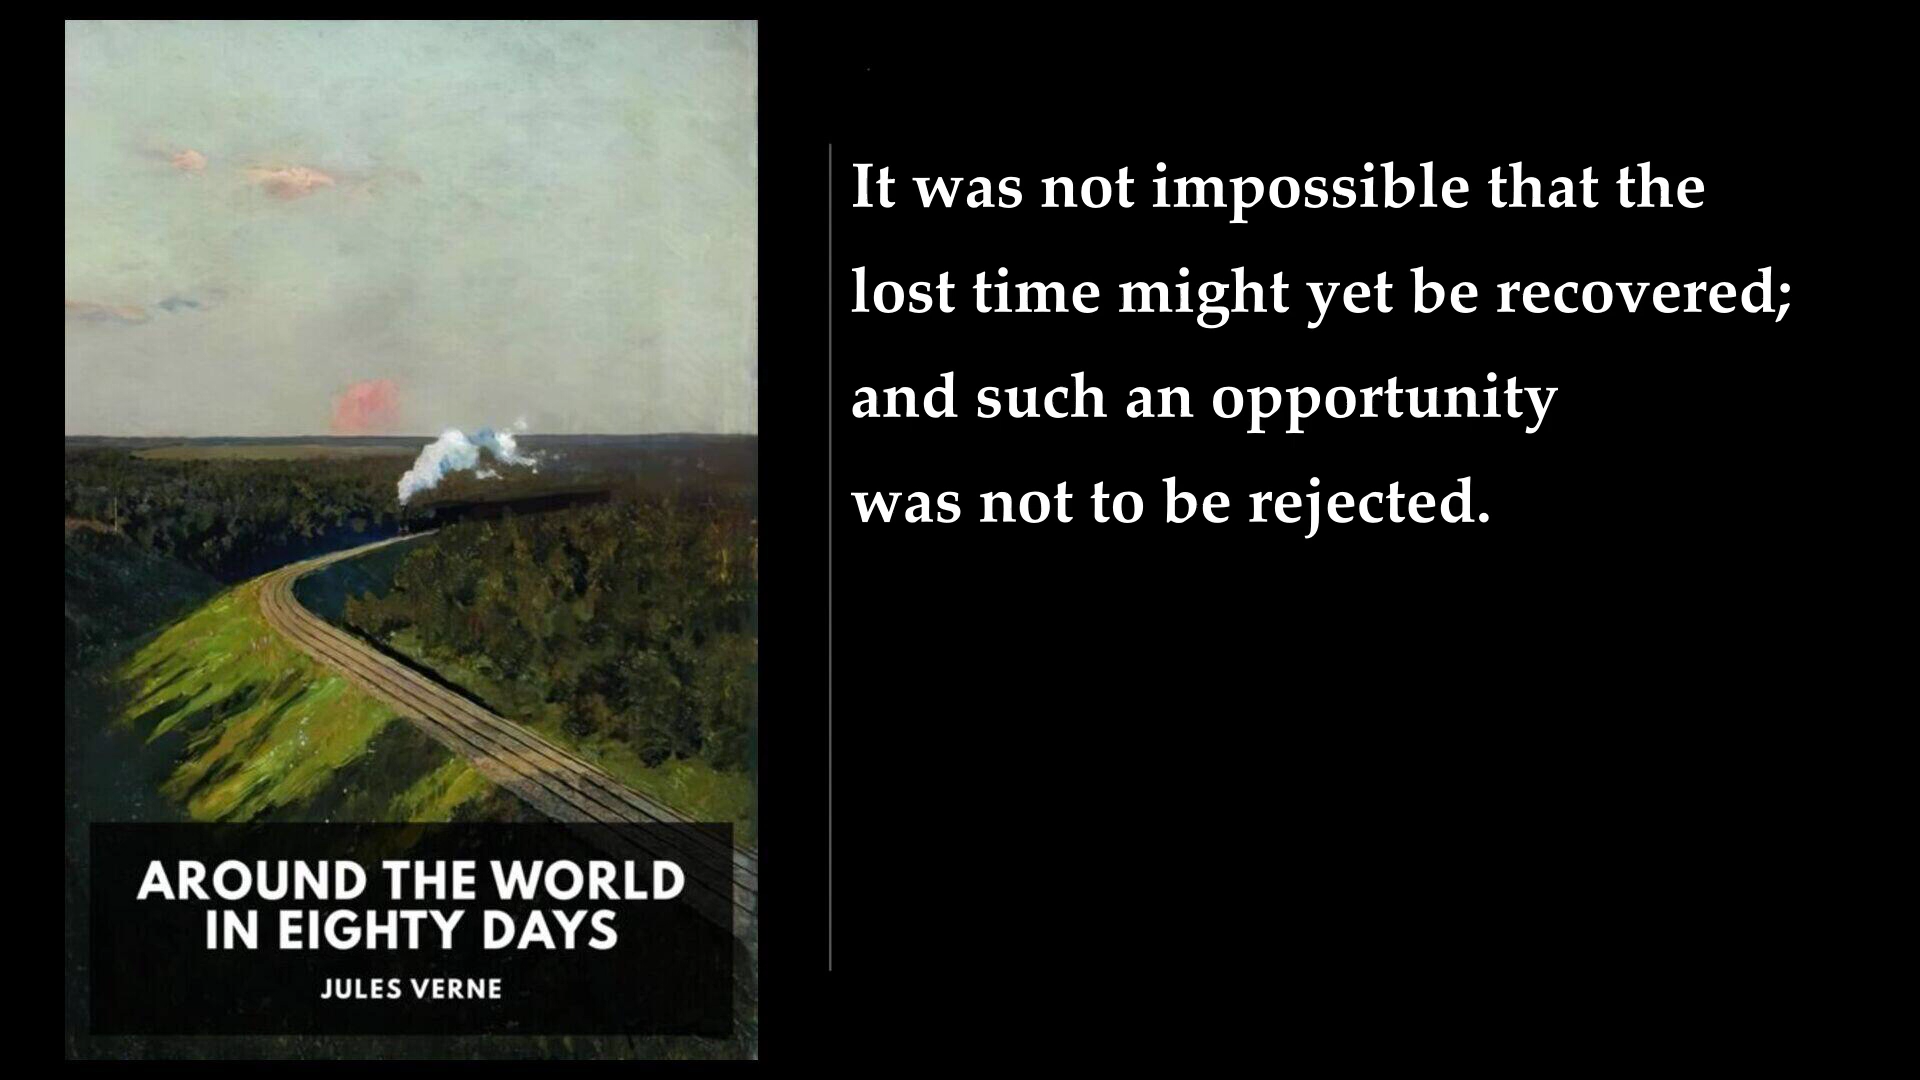 It was not impossible that the
lost time might yet be recovered;
and such an opportunity
was not to be rejected.
AROUND THE WORLD
IN EIGHTY DAYS
JULES VERNE